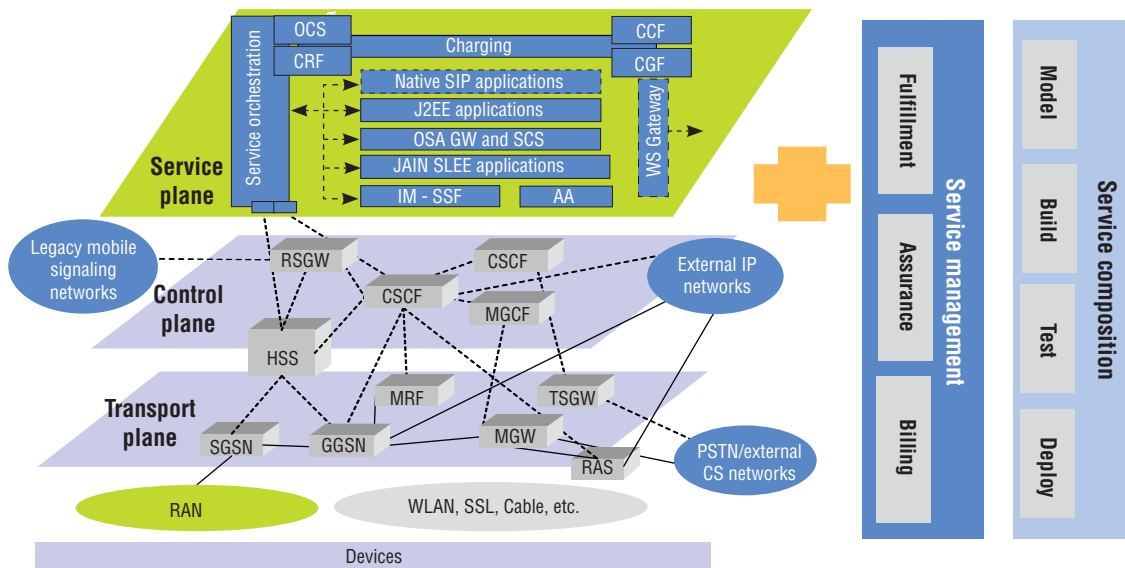 OCS
CCF
Charging
CRF
CGF
Native SIP applications
J2EE applications
OSA GW and SCS
JAIN SLEE applications
IM - SSF
AA
Service orchestration
WS Gateway
Service
plane
Legacy mobile
signaling
networks
RSGW
CSCF
External IP
networks
CSCF
Control
plane
MGCF
HSS
MRF
TSGW
Transport
plane
SGSN
GGSN
MGW
RAS
PSTN/external
CS networks
RAN
WLAN, SSL, Cable, etc.
Devices
Fulfillment
Assurance
Billing
Service management
Model
Build
Test
Deploy
Service composition